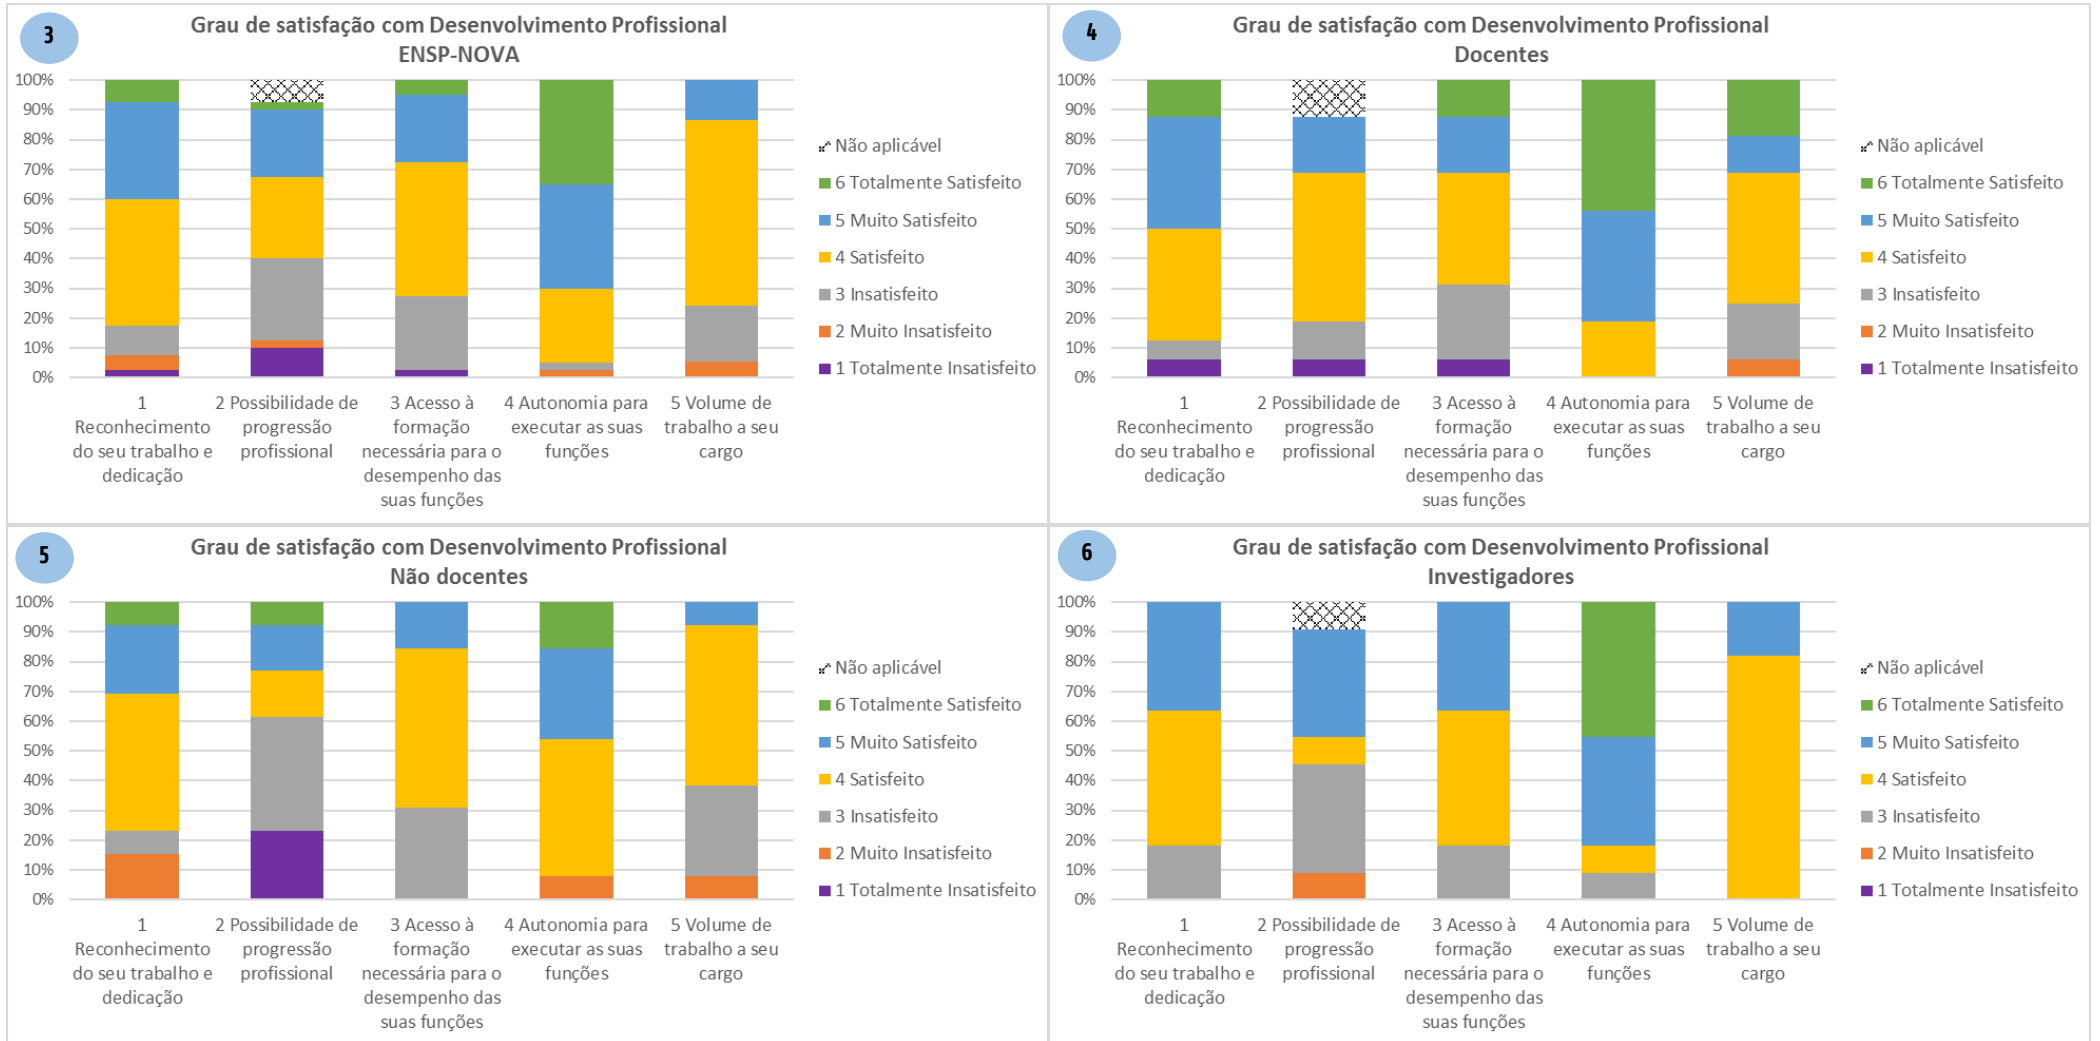 3
Grau de satisfação com Desenvolvimento Profissional
ENSP-NOVA
100%
90%
80%
70%
60%
50%
40%
30%
20%
10%
0%
1
Reconhecimento
do seu trabalho e
dedicação
2 Possibilidade de
progressão
profissional
3 Acesso à
formação
necessária para o
desempenho das
suas funções
4 Autonomia para
executar as suas
funções
5 Volume de
trabalho a seu
cargo
Não aplicável
6 Totalmente Satisfeito
5 Muito Satisfeito
4 Satisfeito
3 Insatisfeito
2 Muito Insatisfeito
1 Totalmente Insatisfeito
4
Grau de satisfação com Desenvolvimento Profissional
Docentes
100%
90%
80%
70%
60%
50%
40%
30%
20%
10%
0%
1
Reconhecimento
do seu trabalho e
dedicação
2 Possibilidade de
progressão
profissional
3 Acesso à
formação
necessária para o
desempenho das
suas funções
4 Autonomia para
executar as suas
funções
5 Volume de
trabalho a seu
cargo
Não aplicável
6 Totalmente Satisfeito
5 Muito Satisfeito
4 Satisfeito
3 Insatisfeito
2 Muito Insatisfeito
1 Totalmente Insatisfeito
5
Grau de satisfação com Desenvolvimento Profissional
Não docentes
100%
90%
80%
70%
60%
50%
40%
30%
20%
10%
0%
1
Reconhecimento
do seu trabalho e
dedicação
2 Possibilidade de
progressão
profissional
3 Acesso à
formação
necessária para o
desempenho das
suas funções
4 Autonomia para
executar as suas
funções
5 Volume de
trabalho a seu
cargo
Não aplicável
6 Totalmente Satisfeito
5 Muito Satisfeito
4 Satisfeito
3 Insatisfeito
2 Muito Insatisfeito
1 Totalmente Insatisfeito
6
Grau de satisfação com Desenvolvimento Profissional
Investigadores
100%
90%
80%
70%
60%
50%
40%
30%
20%
10%
0%
1
Reconhecimento
do seu trabalho e
dedicação
2 Possibilidade de
progressão
profissional
3 Acesso à
formação
necessária para o
desempenho das
suas funções
4 Autonomia para
executar as suas
funções
5 Volume de
trabalho a seu
cargo
Não aplicável
6 Totalmente Satisfeito
5 Muito Satisfeito
4 Satisfeito
3 Insatisfeito
2 Muito Insatisfeito
1 Totalmente Insatisfeito